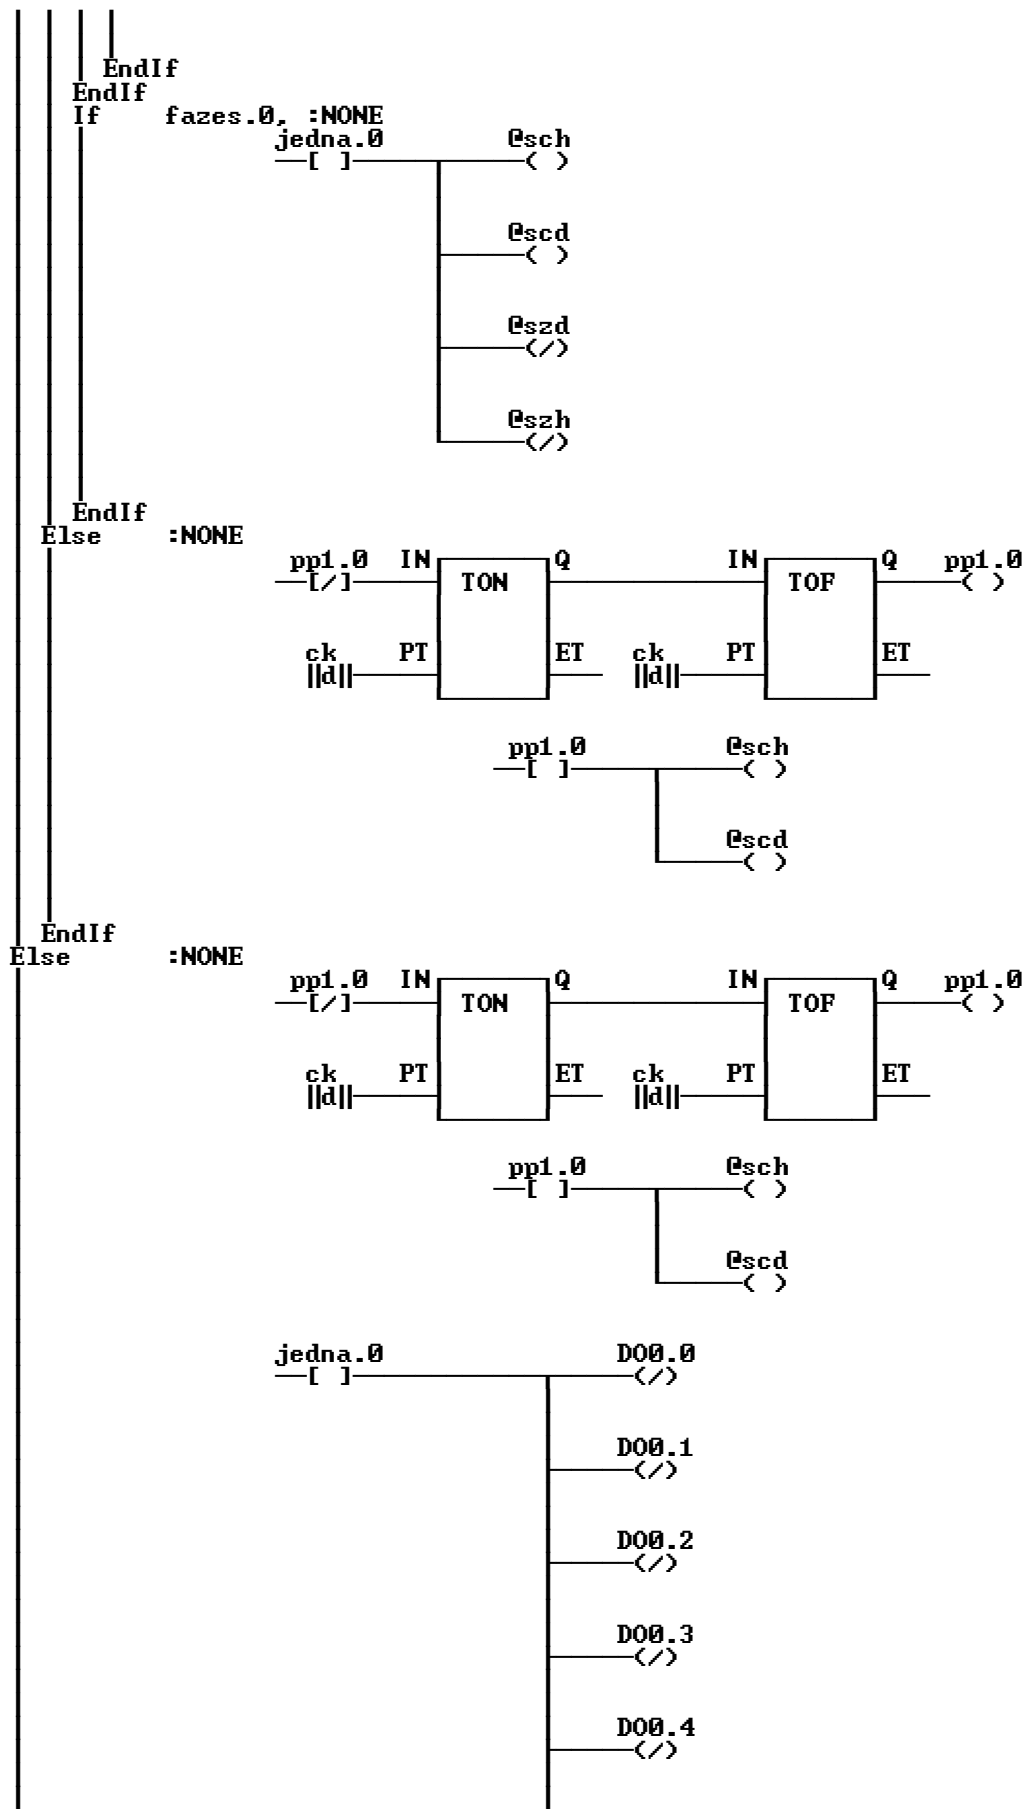 EndIf
EndIf
If fazes.0, :NONE
jedna.0 @sch
[ ] ( )
@scd
( )
@szd
(/)
@szh
(/)
EndIf
Else :NONE
pp1.0 IN Q IN Q pp1.0
[/] TON TOF ( )
ck PT ET ck PT ET
||d|| ||d||
pp1.0 @sch
[ ] ( )
@scd
( )
EndIf
Else :NONE
pp1.0 IN Q IN Q pp1.0
[/] TON TOF ( )
ck PT ET ck PT ET
||d|| ||d||
pp1.0 @sch
[ ] ( )
@scd
( )
jedna.0 DO0.0
[ ] (/)
DO0.1
(/)
DO0.2
(/)
DO0.3
(/)
DO0.4
(/)